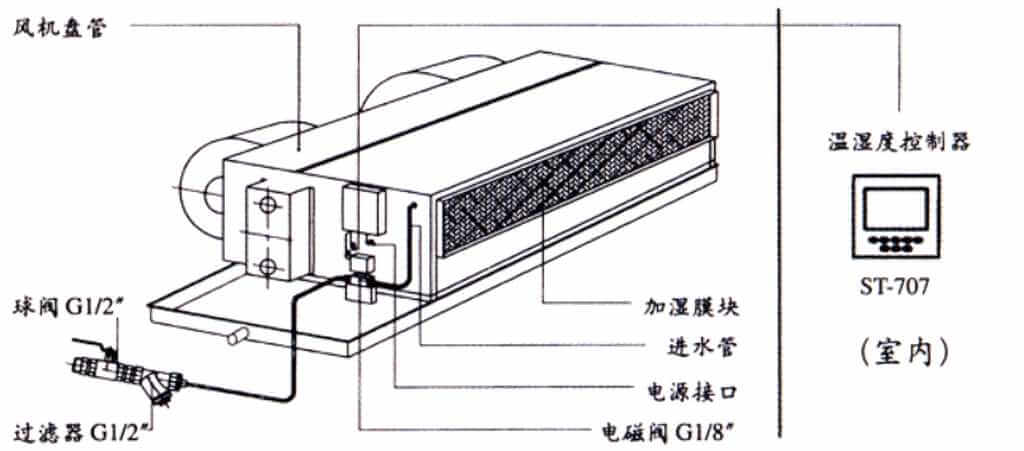 风机盘管
温湿度控制器
ST-707
(室内)
球阀 G1/2"
加湿膜块
进水管
电源接口
过滤器 G1/2"
电磁阀 G1/8"